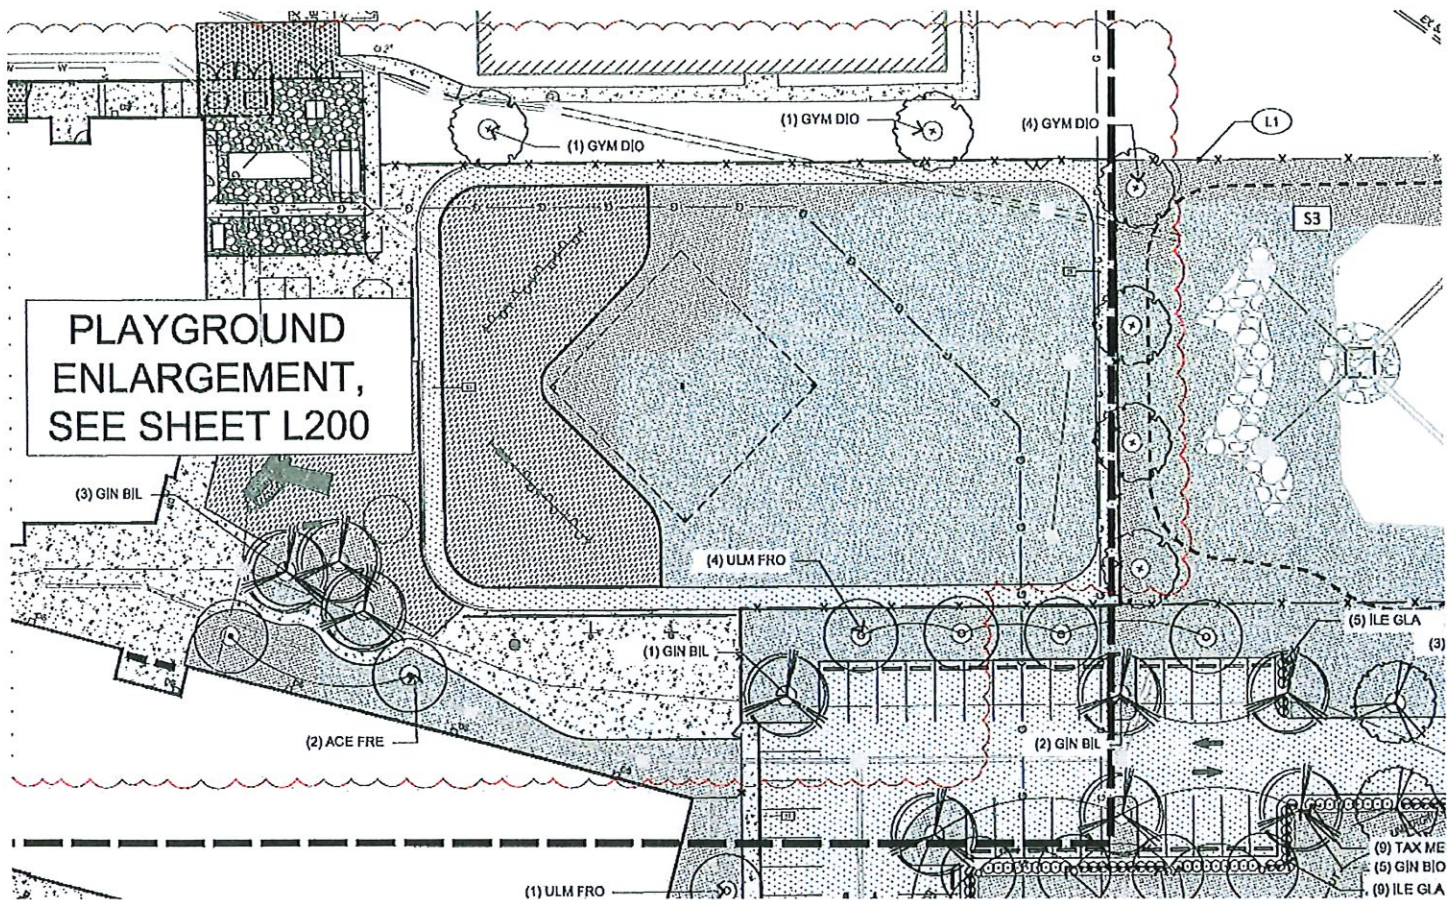 (1) GYM DIO
(1) GYM DIO
(4) GYM DIO
L1
S3
PLAYGROUND
ENLARGEMENT,
SEE SHEET L200
(3) GIN BIL
(4) ULM FRO
(5) ILE GLA
(1) GIN BIL
(3)
(2) ACE FRE
(2) GIN BIL
(9) TAX ME
(5) GIN BIO
(1) ULM FRO
(9) ILE GLA